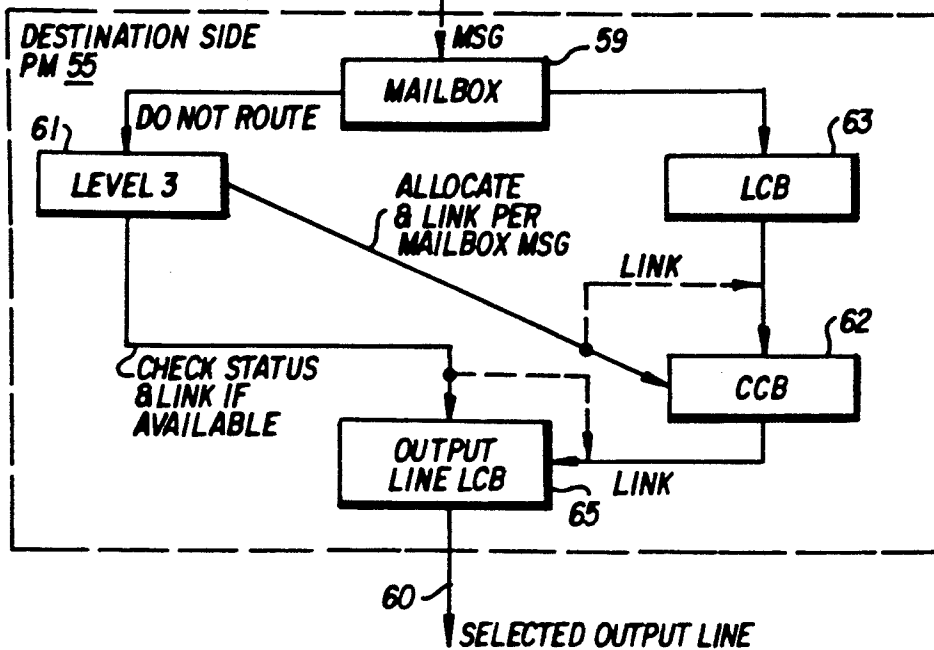 DESTINATION SIDE
PM 55
MSG
59
MAILBOX
DO NOT ROUTE
61
LEVEL 3
63
LCB
ALLOCATE
& LINK PER
MAILBOX MSG
LINK
62
CCB
CHECK STATUS
& LINK IF
AVAILABLE
OUTPUT
LINE LCB
LINK
65
60
SELECTED OUTPUT LINE